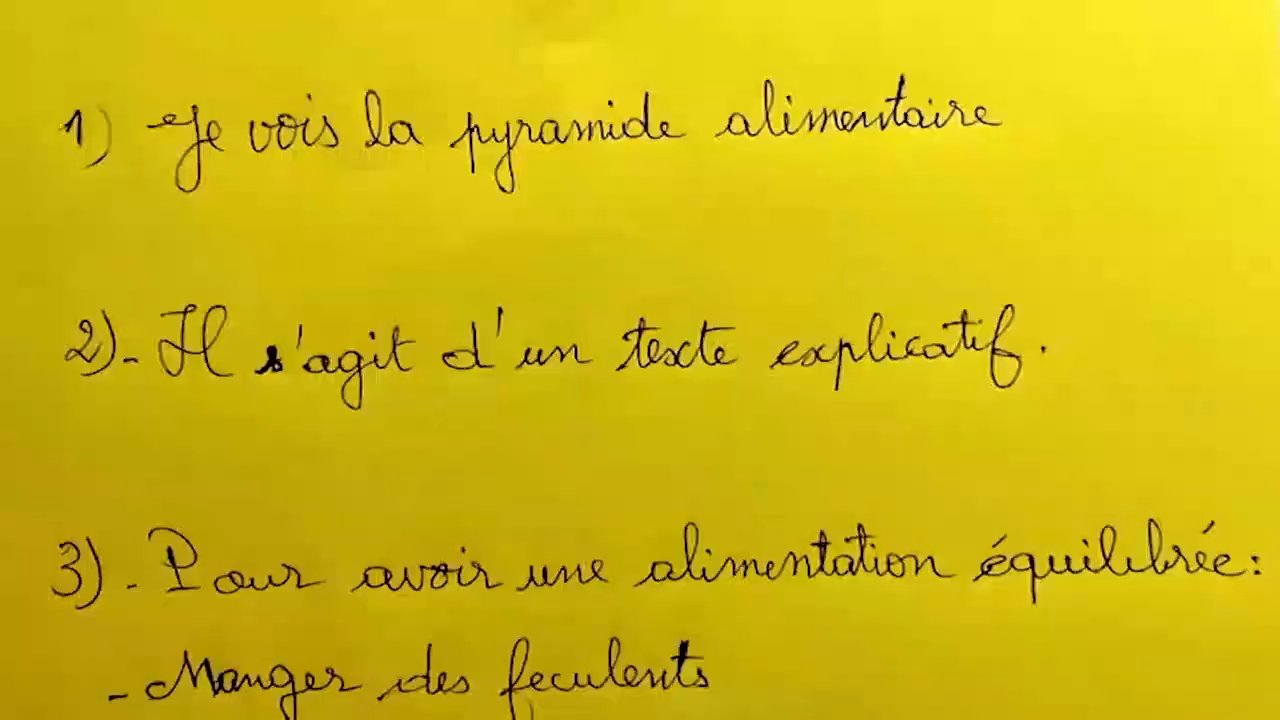 1) Je vois la pyramide alimentaire
2)- Il s'agit d'un texte explicatif.
3)- Pour avoir une alimentation équilibrée:
- Manger des feculents